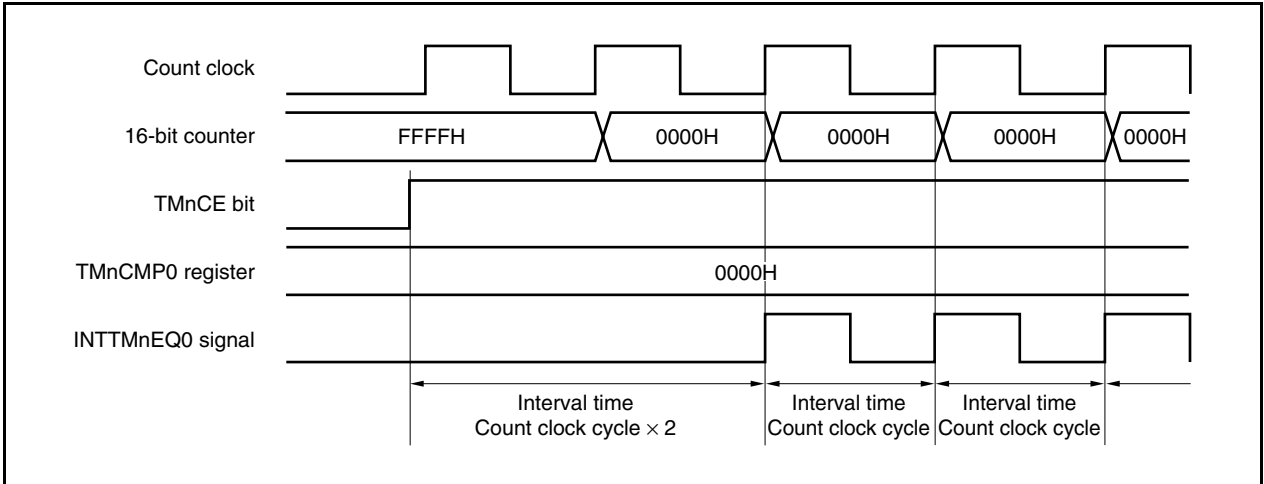 Count clock
16-bit counter
FFFFH
0000H
0000H
0000H
0000H
TMnCE bit
TMnCMP0 register
0000H
INTTMnEQ0 signal
Interval time
Count clock cycle × 2
Interval time
Count clock cycle
Interval time
Count clock cycle